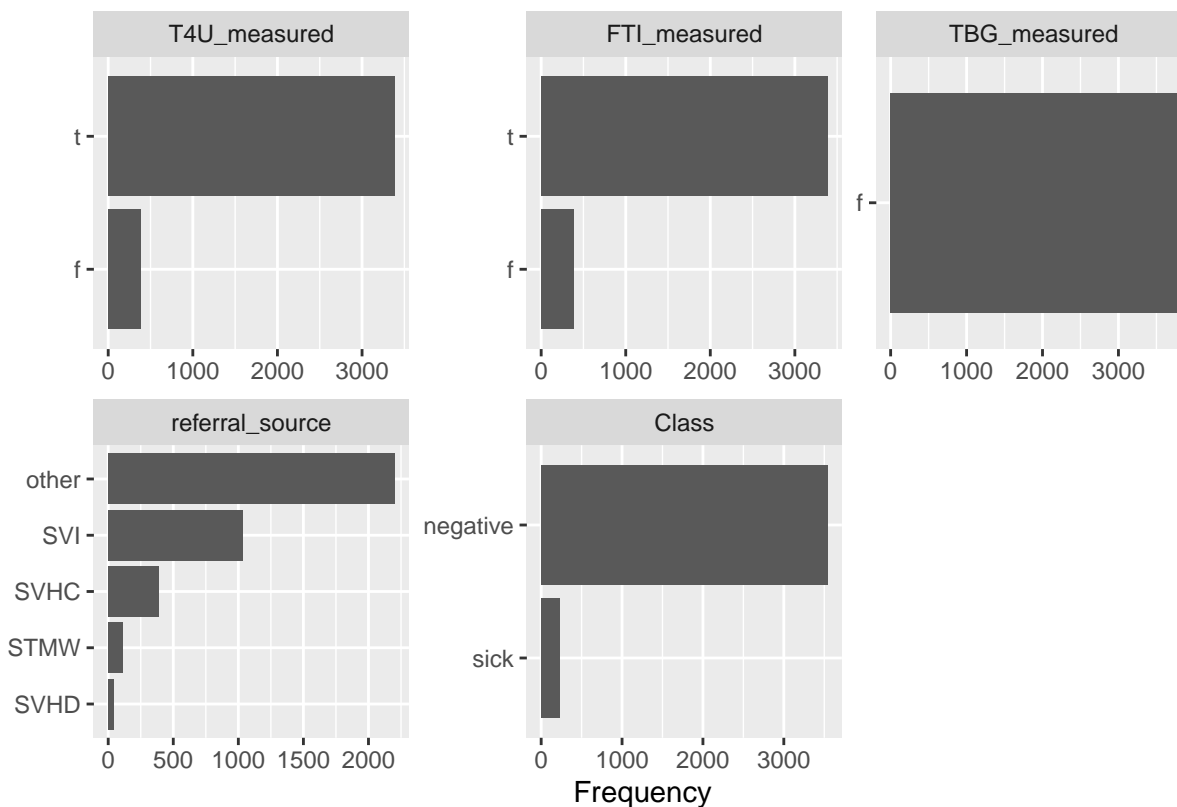 T4U_measured
t
f
0 1000 2000 3000
FTI_measured
t
f
0 1000 2000 3000
TBG_measured
f
0 1000 2000 3000
referral_source
other
SVI
SVHC
STMW
SVHD
0 500 1000 1500 2000
Class
negative
sick
0 1000 2000 3000
Frequency